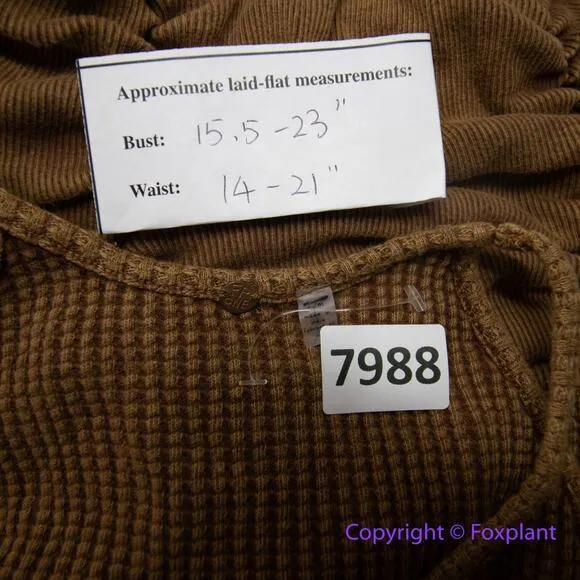 Approximate laid-flat measurements:
Bust: 15.5-23"
Waist: 14-21"
7988
Copyright © Foxplant